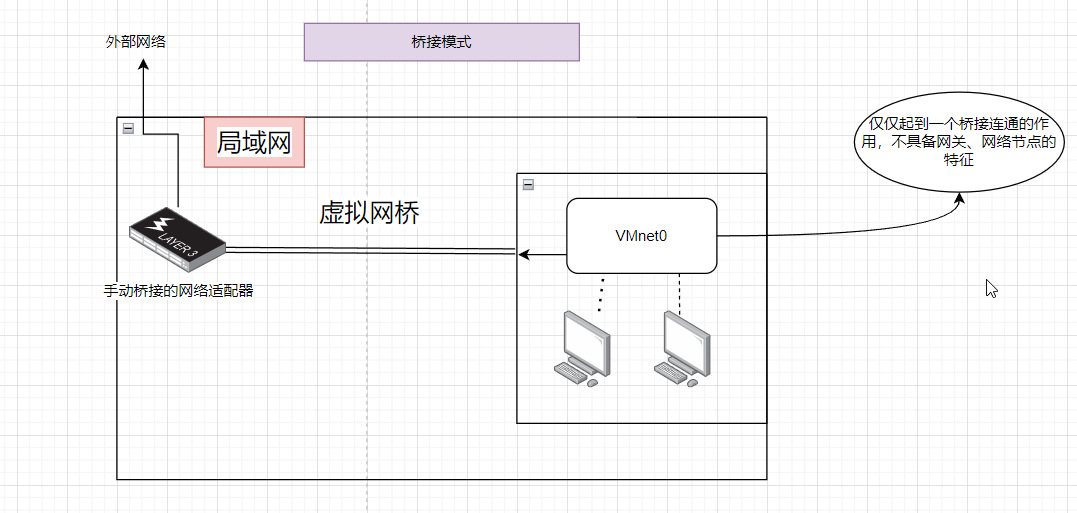 外部网络
桥接模式
局域网
仅仅起到一个桥接连通的作
用，不具备网关、网络节点的
特征
虚拟网桥
LAYER 3
VMnet0
手动桥接的网络适配器